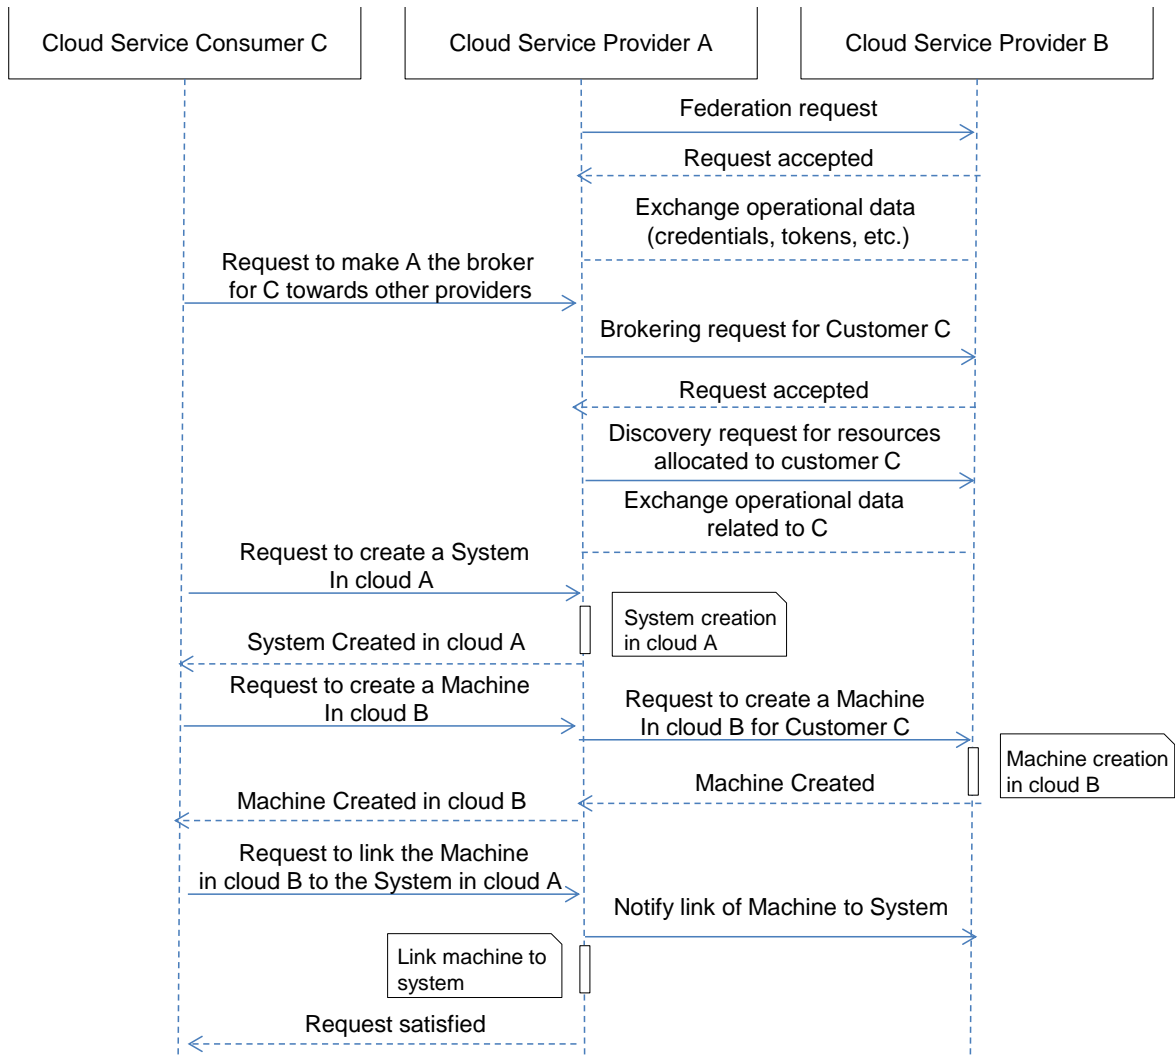 Cloud Service Consumer C
Cloud Service Provider A
Cloud Service Provider B
Federation request
Request accepted
Exchange operational data
(credentials, tokens, etc.)
Request to make A the broker
for C towards other providers
Brokering request for Customer C
Request accepted
Discovery request for resources
allocated to customer C
Exchange operational data
related to C
Request to create a System
In cloud A
System creation
in cloud A
System Created in cloud A
Request to create a Machine
In cloud B
Request to create a Machine
In cloud B for Customer C
Machine creation
in cloud B
Machine Created
Machine Created in cloud B
Request to link the Machine
in cloud B to the System in cloud A
Notify link of Machine to System
Link machine to
system
Request satisfied